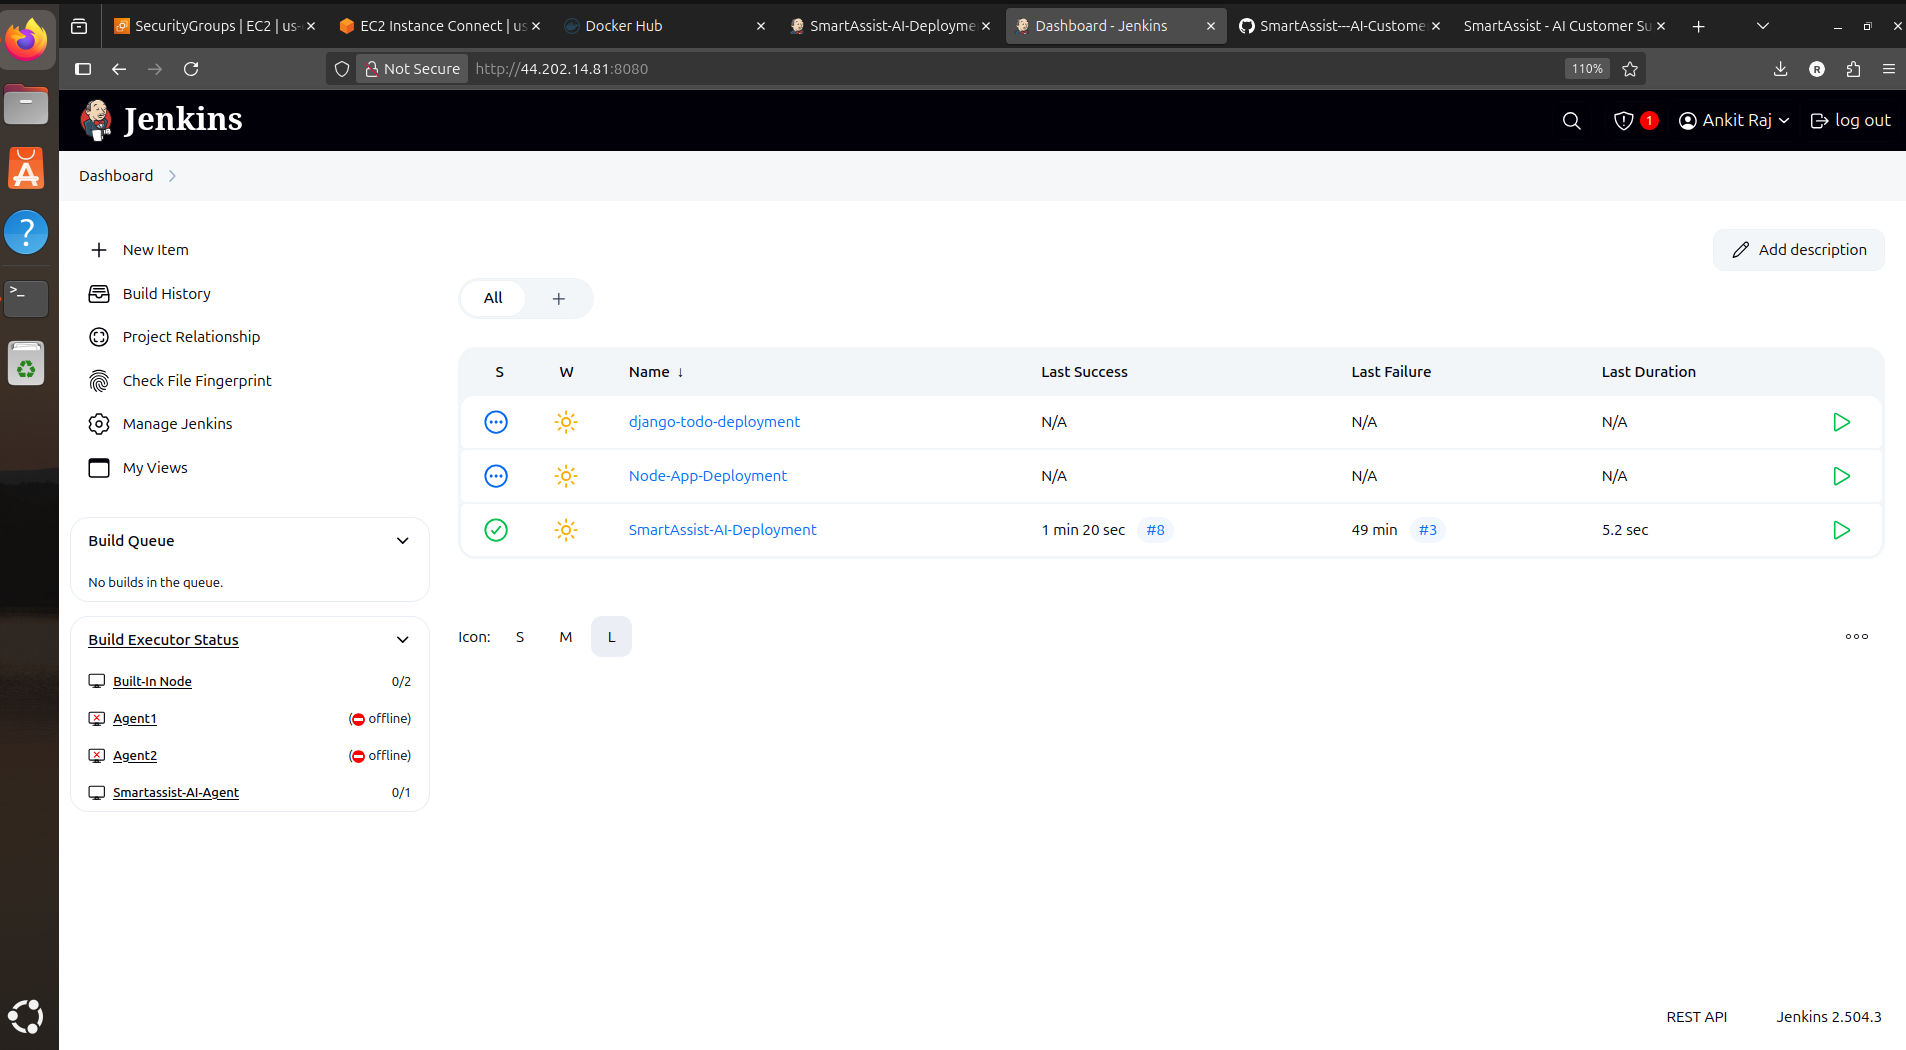 SecurityGroups | EC2 | us-
EC2 Instance Connect | us
Docker Hub
SmartAssist-AI-Deployme
Dashboard - Jenkins
SmartAssist---AI-Custome
SmartAssist - AI Customer Su
Not Secure
http://44.202.14.81:8080
110%
R
Jenkins
1
Ankit Raj
log out
Dashboard
New Item
Build History
Project Relationship
Check File Fingerprint
Manage Jenkins
My Views
Build Queue
No builds in the queue.
Build Executor Status
Built-In Node 0/2
Agent1 (offline)
Agent2 (offline)
Smartassist-AI-Agent 0/1
Add description
All +
S W Name ↓ Last Success Last Failure Last Duration
django-todo-deployment N/A N/A N/A
Node-App-Deployment N/A N/A N/A
SmartAssist-AI-Deployment 1 min 20 sec #8 49 min #3 5.2 sec
Icon: S M L
REST API Jenkins 2.504.3